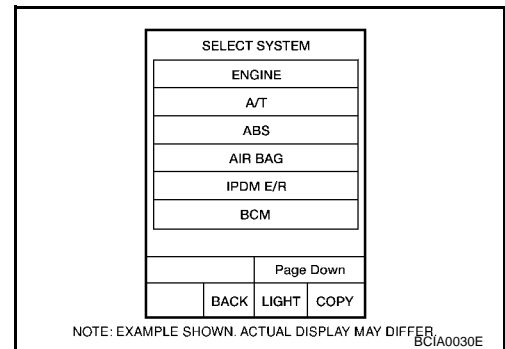 SELECT SYSTEM
ENGINE
A/T
ABS
AIR BAG
IPDM E/R
BCM
Page Down
BACK LIGHT COPY
NOTE: EXAMPLE SHOWN. ACTUAL DISPLAY MAY DIFFER.
BCIA0030E